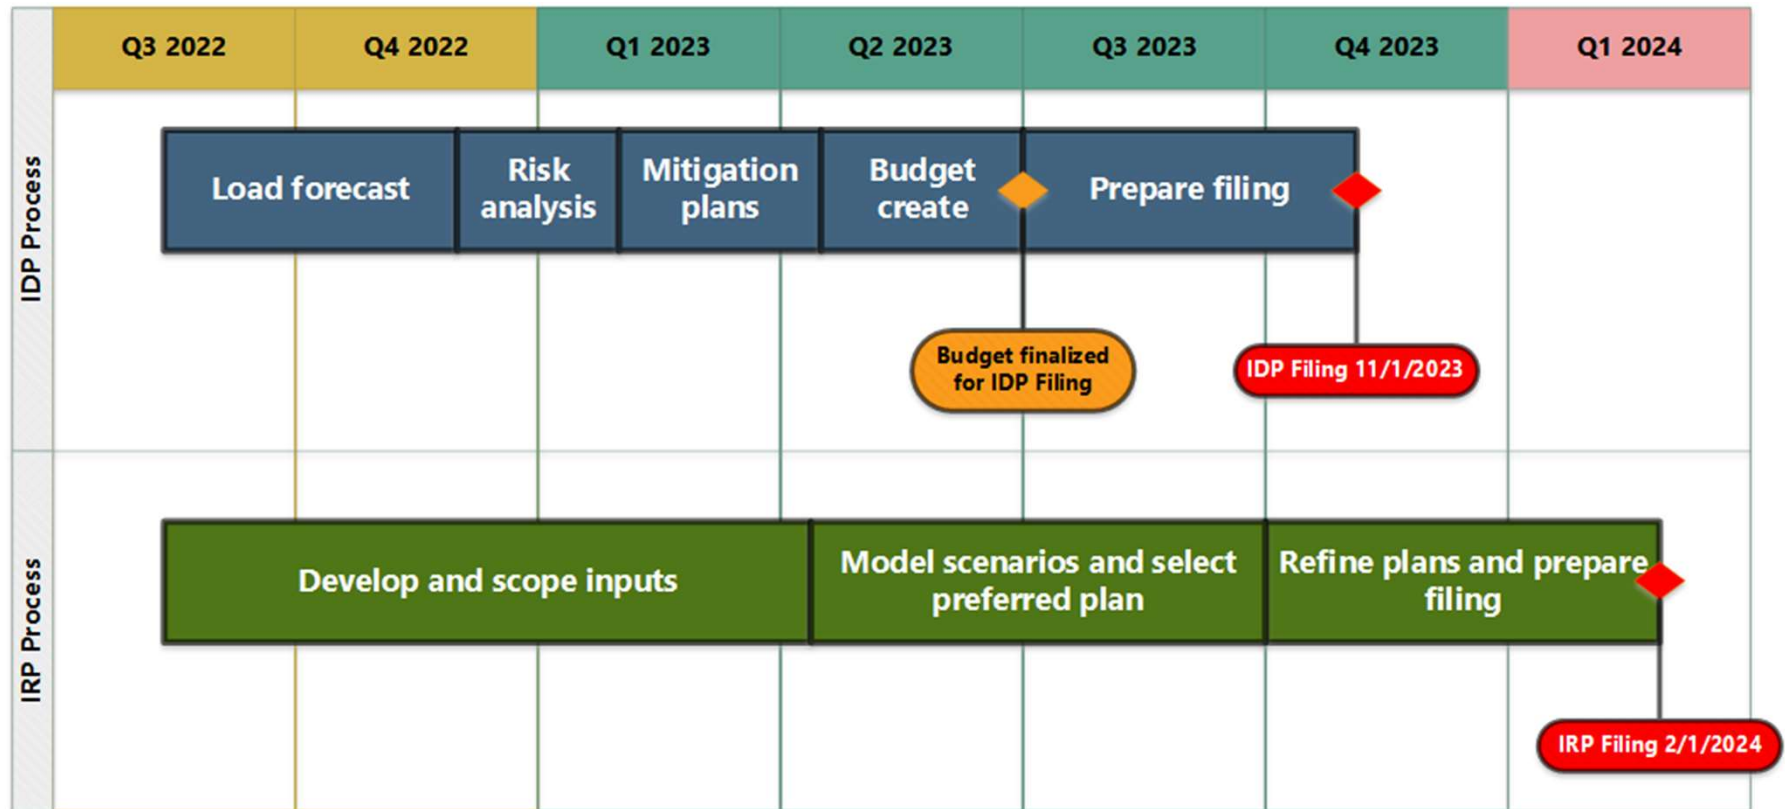 Q3 2022
Q4 2022
Q1 2023
Q2 2023
Q3 2023
Q4 2023
Q1 2024
IDP Process
Load forecast
Risk
analysis
Mitigation
plans
Budget
create
Prepare filing
Budget finalized
for IDP Filing
IDP Filing 11/1/2023
IRP Process
Develop and scope inputs
Model scenarios and select
preferred plan
Refine plans and prepare
filing
IRP Filing 2/1/2024